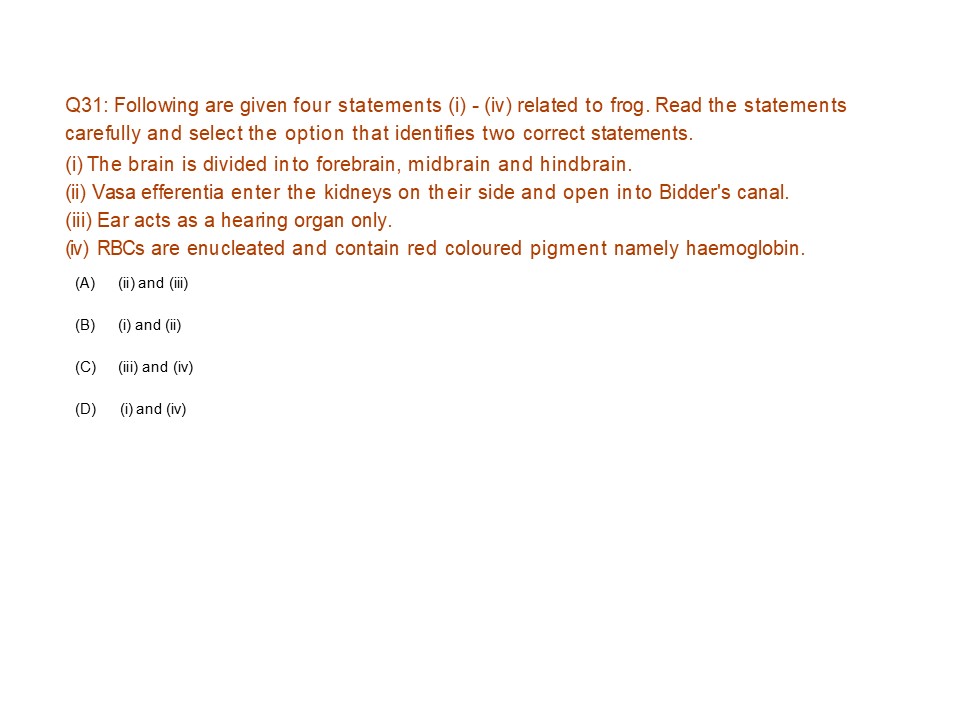 Q31: Following are given four statements (i) - (iv) related to frog. Read the statements
carefully and select the option that identifies two correct statements.
(i) The brain is divided into forebrain, midbrain and hindbrain.
(ii) Vasa efferentia enter the kidneys on their side and open into Bidder's canal.
(iii) Ear acts as a hearing organ only.
(iv) RBCs are enucleated and contain red coloured pigment namely haemoglobin.
(A) (ii) and (iii)
(B) (i) and (ii)
(C) (iii) and (iv)
(D) (i) and (iv)